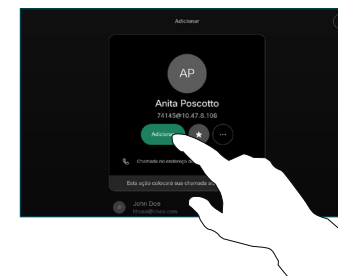 Adicionar
AP
Anita Poscotto
74145@10.47.8.108
Adicionar
Chamada no endereço
Esta ação colocará sua chamada
John Doe